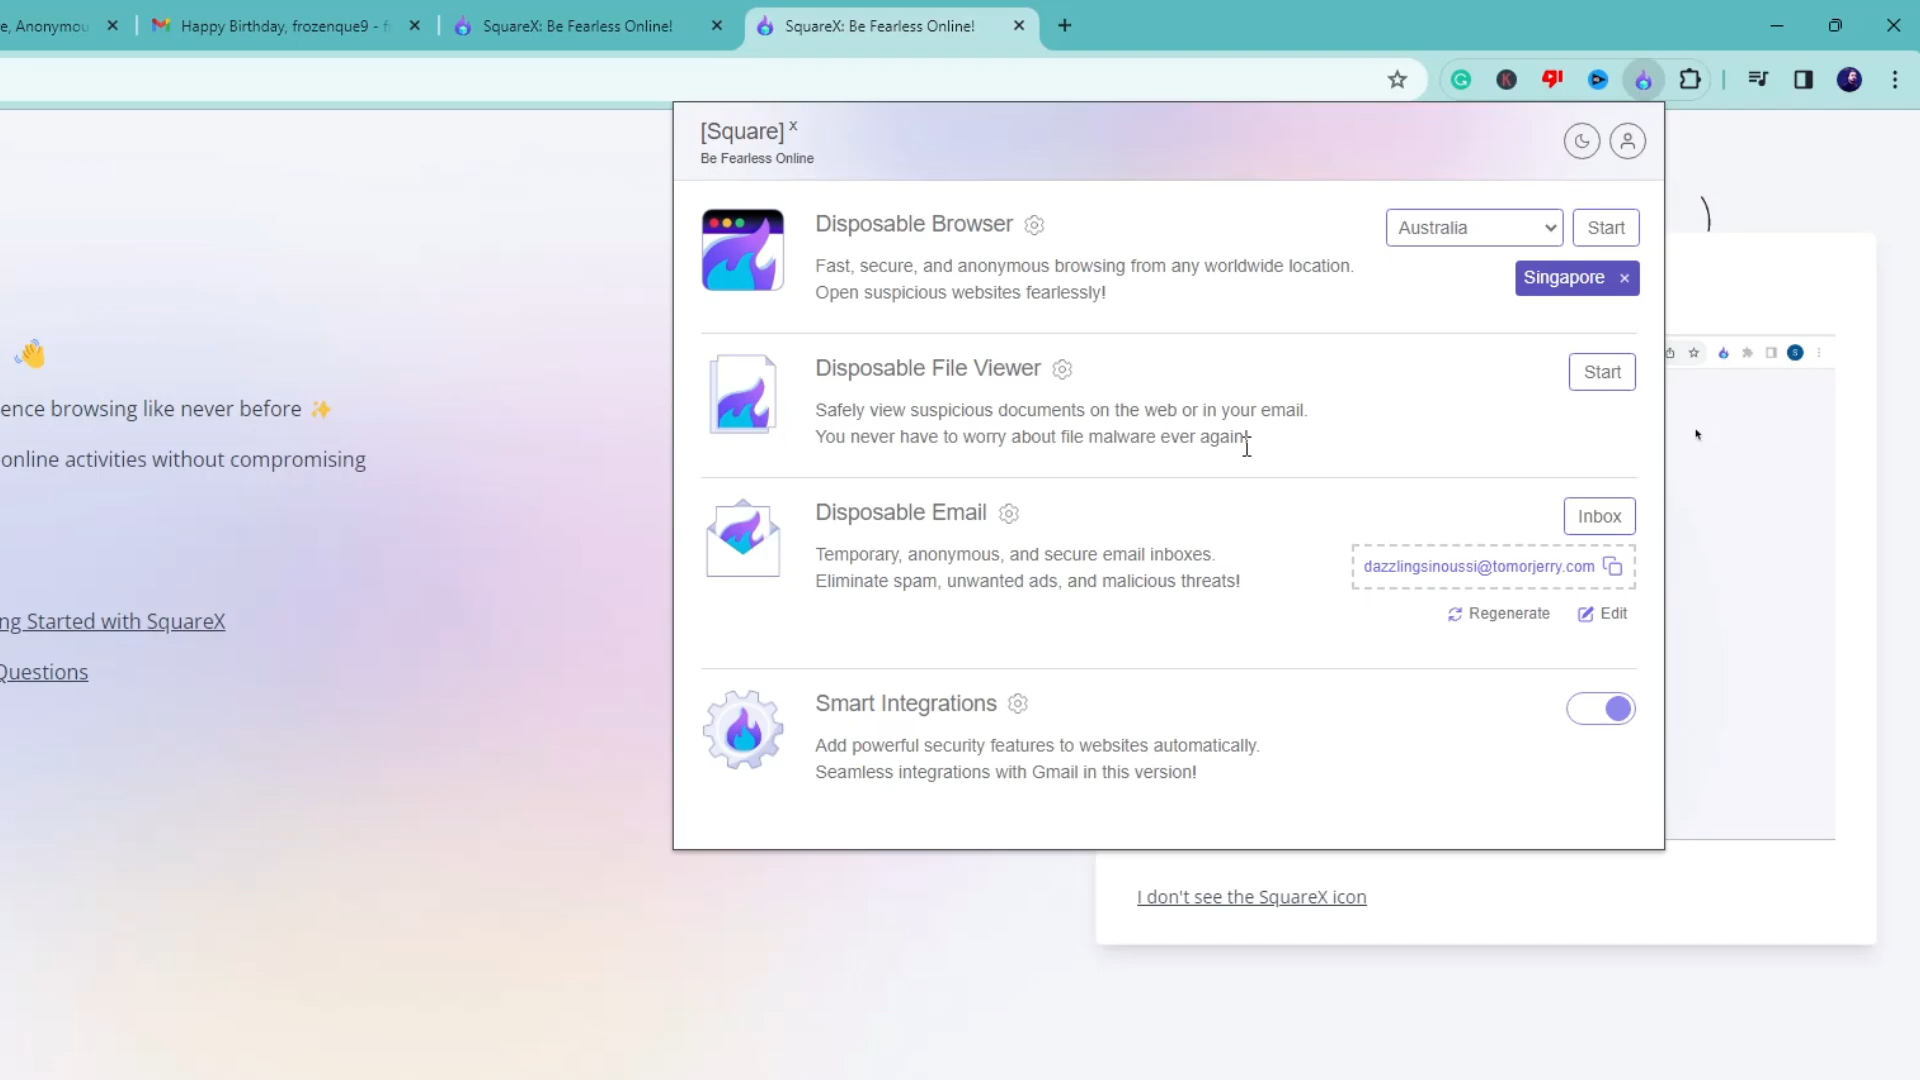 e, Anonymou
Happy Birthday, frozenque9 - f
SquareX: Be Fearless Online!
SquareX: Be Fearless Online!
[Square] x
Be Fearless Online
Disposable Browser
Australia
Start
Fast, secure, and anonymous browsing from any worldwide location.
Open suspicious websites fearlessly!
Singapore ×
Disposable File Viewer
Start
Safely view suspicious documents on the web or in your email.
You never have to worry about file malware ever again!
Disposable Email
Inbox
Temporary, anonymous, and secure email inboxes.
Eliminate spam, unwanted ads, and malicious threats!
dazzlingsinoussi@tomorjerry.com
Regenerate
Edit
Smart Integrations
Add powerful security features to websites automatically.
Seamless integrations with Gmail in this version!
ence browsing like never before ✨
online activities without compromising
ng Started with SquareX
Questions
I don't see the SquareX icon